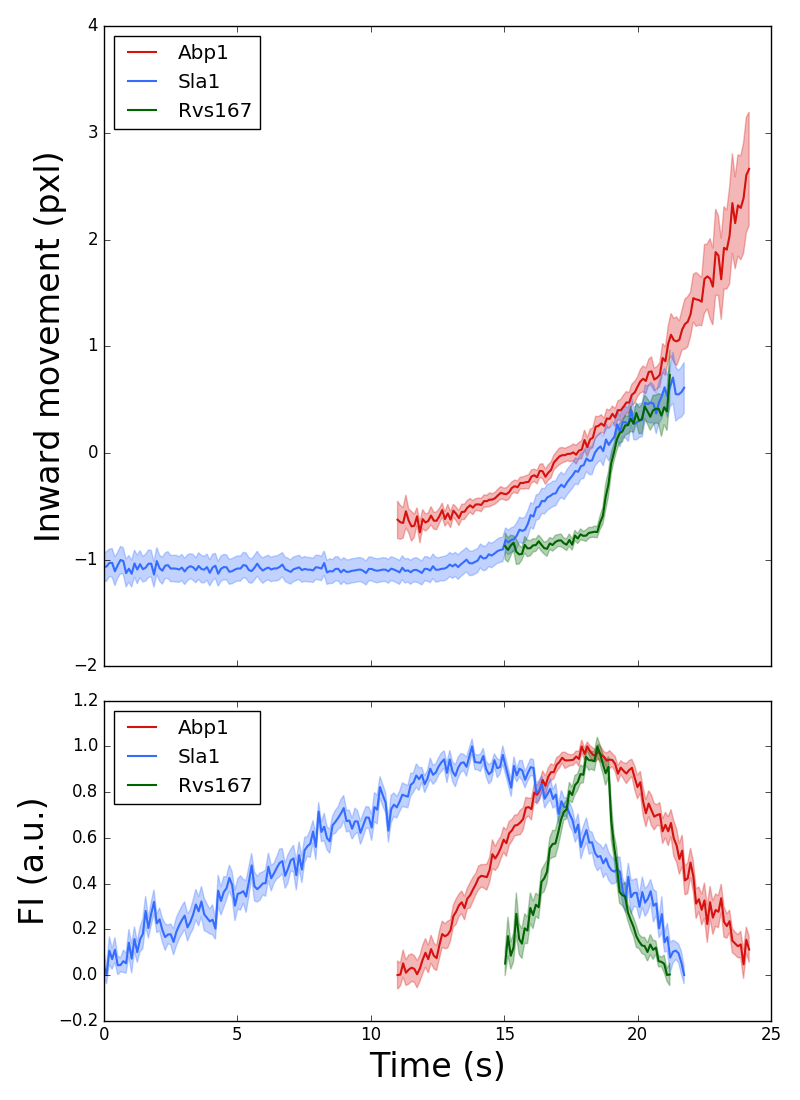 4
3
2
1
0
−1
−2
Inward movement (pxl)
Abp1
Sla1
Rvs167
1.2
1.0
0.8
0.6
0.4
0.2
0.0
−0.2
FI (a.u.)
Abp1
Sla1
Rvs167
0 5 10 15 20 25
Time (s)